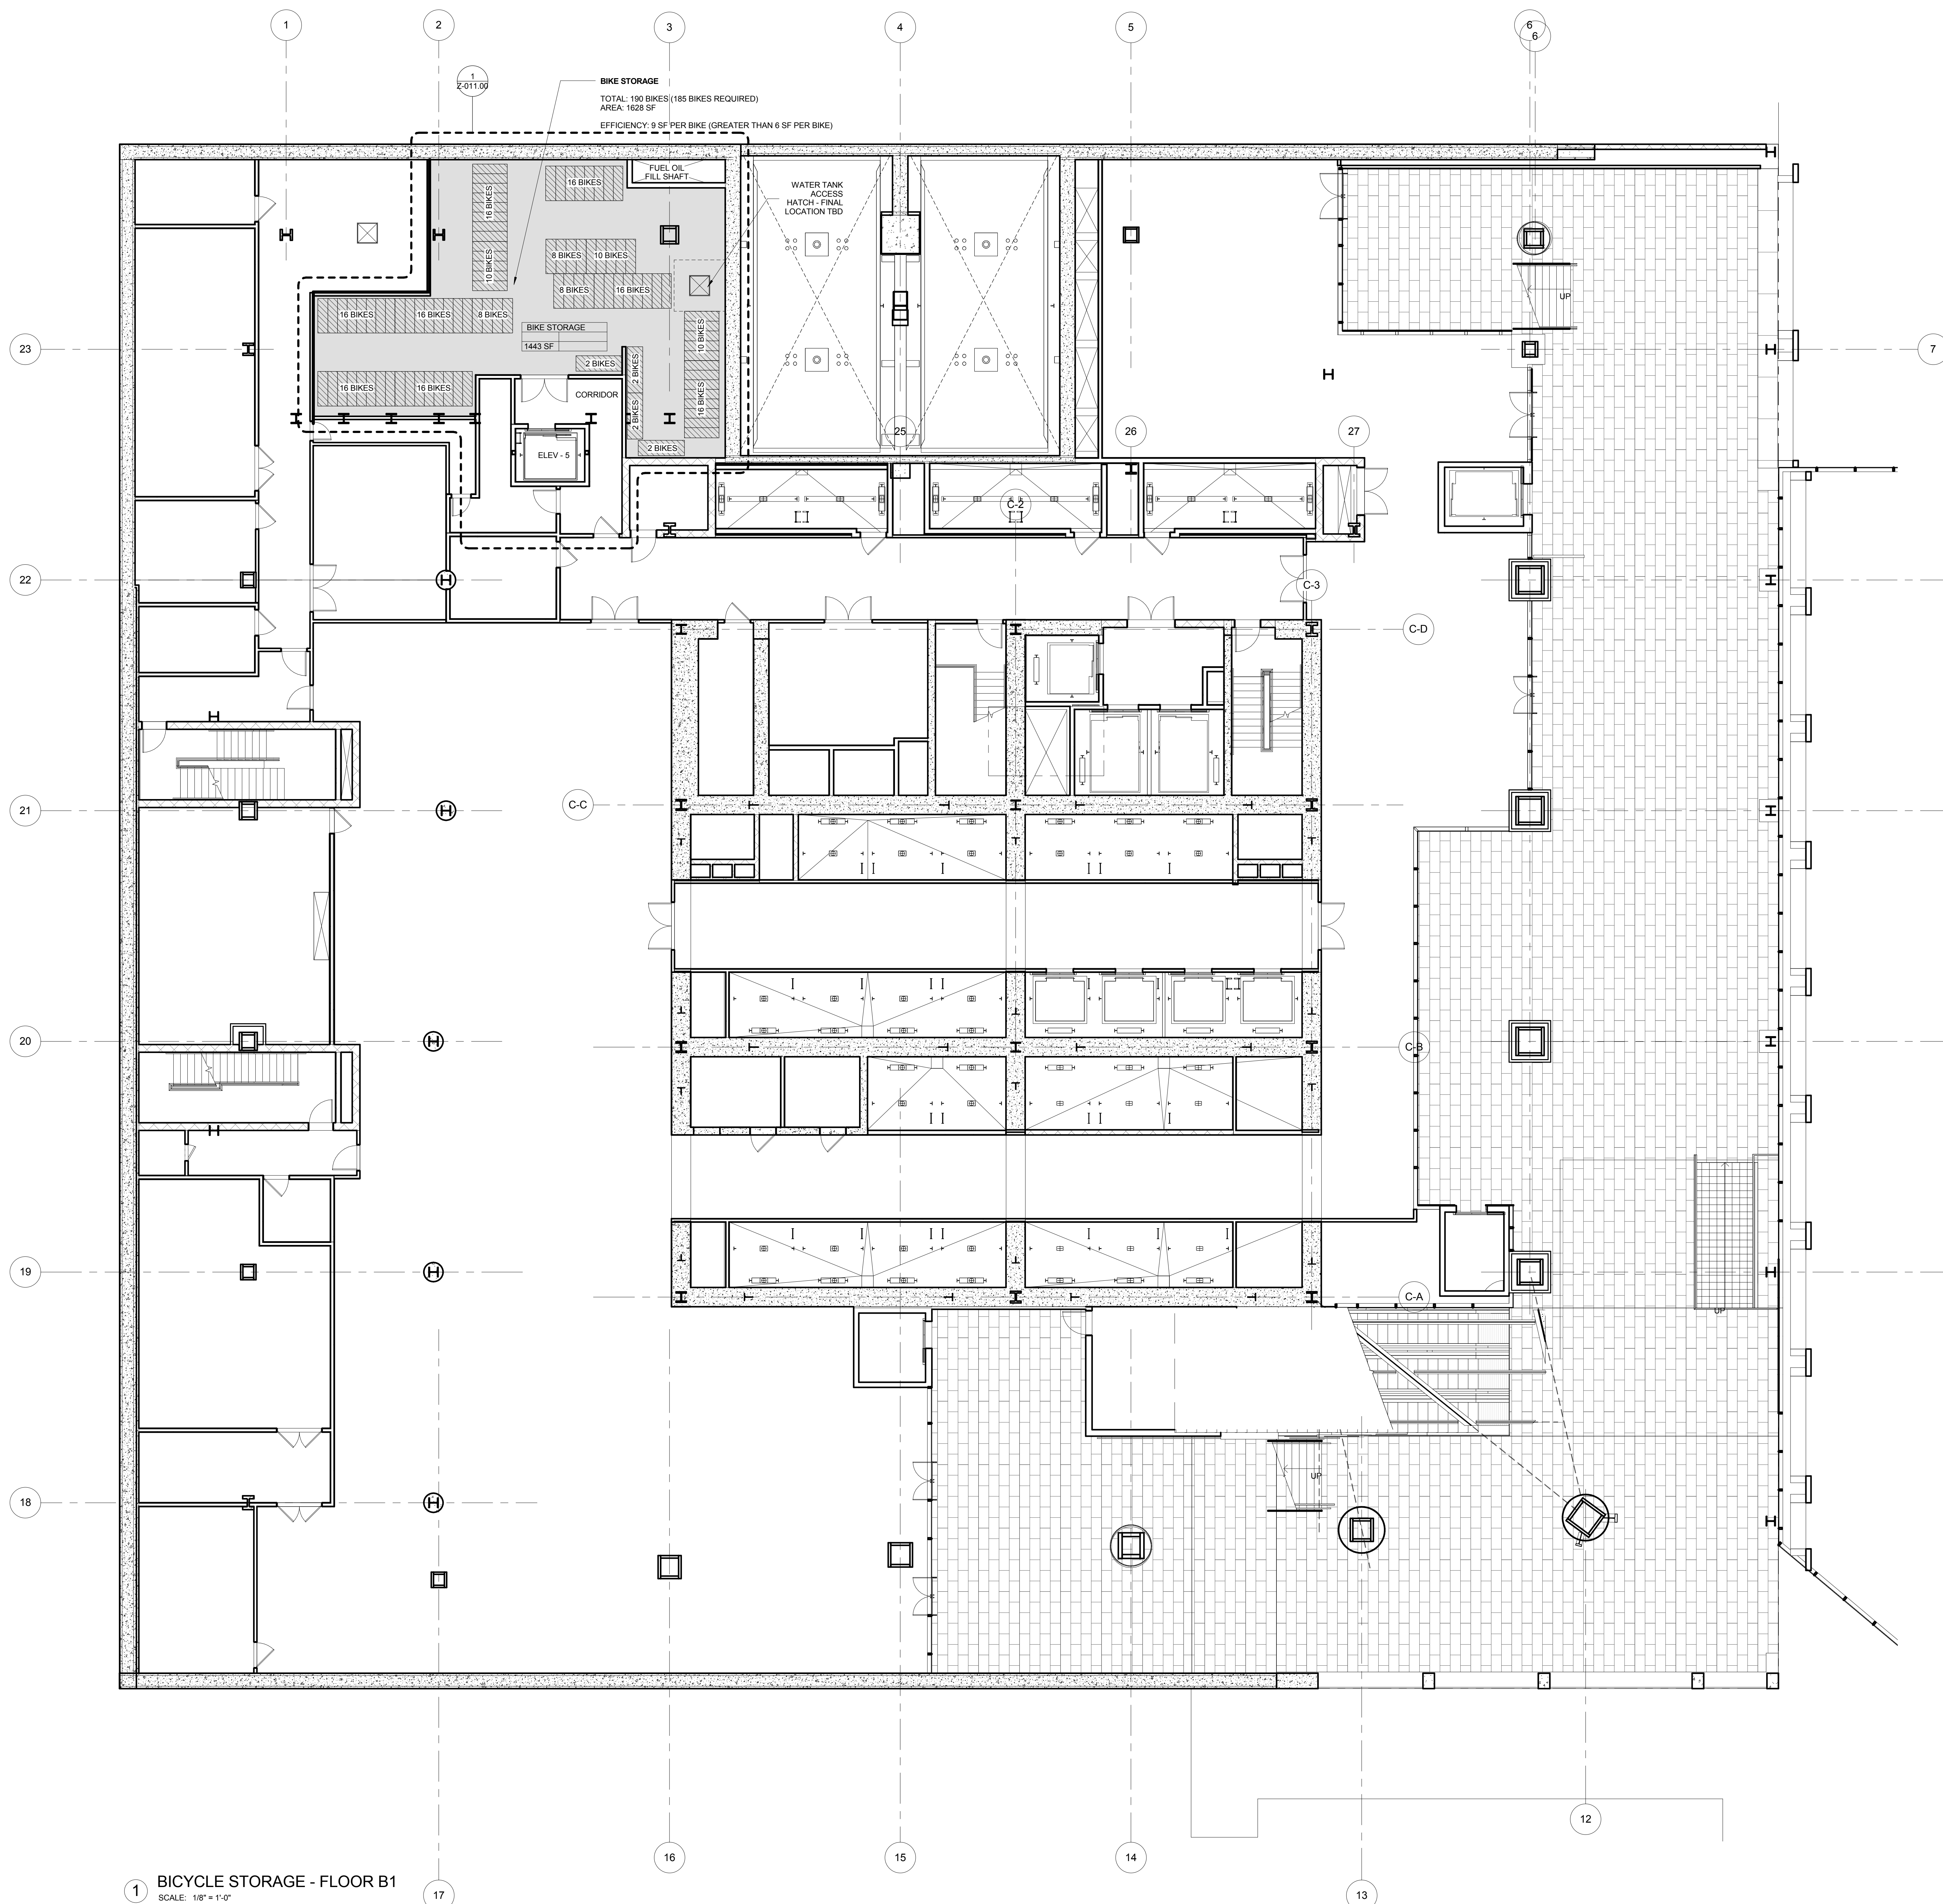 1
2
3
4
5
6
6
1
Z-011.00
BIKE STORAGE
TOTAL: 190 BIKES (185 BIKES REQUIRED)
AREA: 1628 SF
EFFICIENCY: 9 SF PER BIKE (GREATER THAN 6 SF PER BIKE)
FUEL OIL
FILL SHAFT
WATER TANK
ACCESS
HATCH - FINAL
LOCATION TBD
16 BIKES
16 BIKES
10 BIKES
8 BIKES
10 BIKES
8 BIKES
16 BIKES
UP
16 BIKES
16 BIKES
8 BIKES
BIKE STORAGE
1443 SF
10 BIKES
23
7
2 BIKES
2 BIKES
16 BIKES
16 BIKES
CORRIDOR
16 BIKES
2 BIKES
2 BIKES
ELEV - 5
25
26
27
C-2
22
C-3
C-D
21
C-C
20
C-B
19
C-A
UP
UP
18
12
16
15
14
17
13
1
BICYCLE STORAGE - FLOOR B1
SCALE: 1/8" = 1'-0"